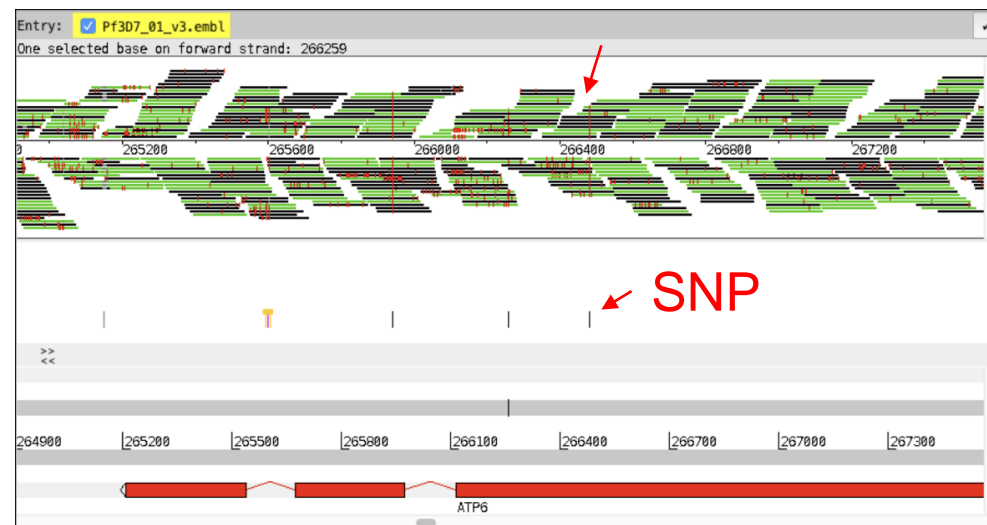 Entry: Pf3D7_01_v3.embl
One selected base on forward strand: 266259
265200 265600 266000 266400 266800 267200
SNP
>>
<<
264900 265200 265500 265800 266100 266400 266700 267000 267300
ATP6